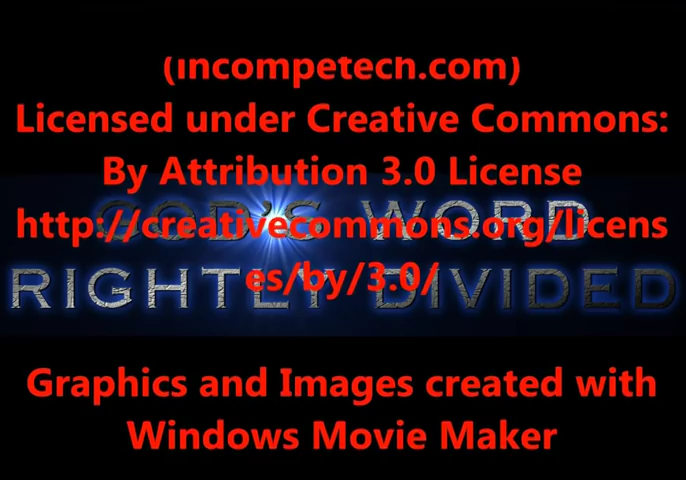 (incompetech.com)
Licensed under Creative Commons:
By Attribution 3.0 License
http://creativecommons.org/licens
es/by/3.0/
GOD'S WORD
RIGHTLY DIVIDED
Graphics and Images created with
Windows Movie Maker